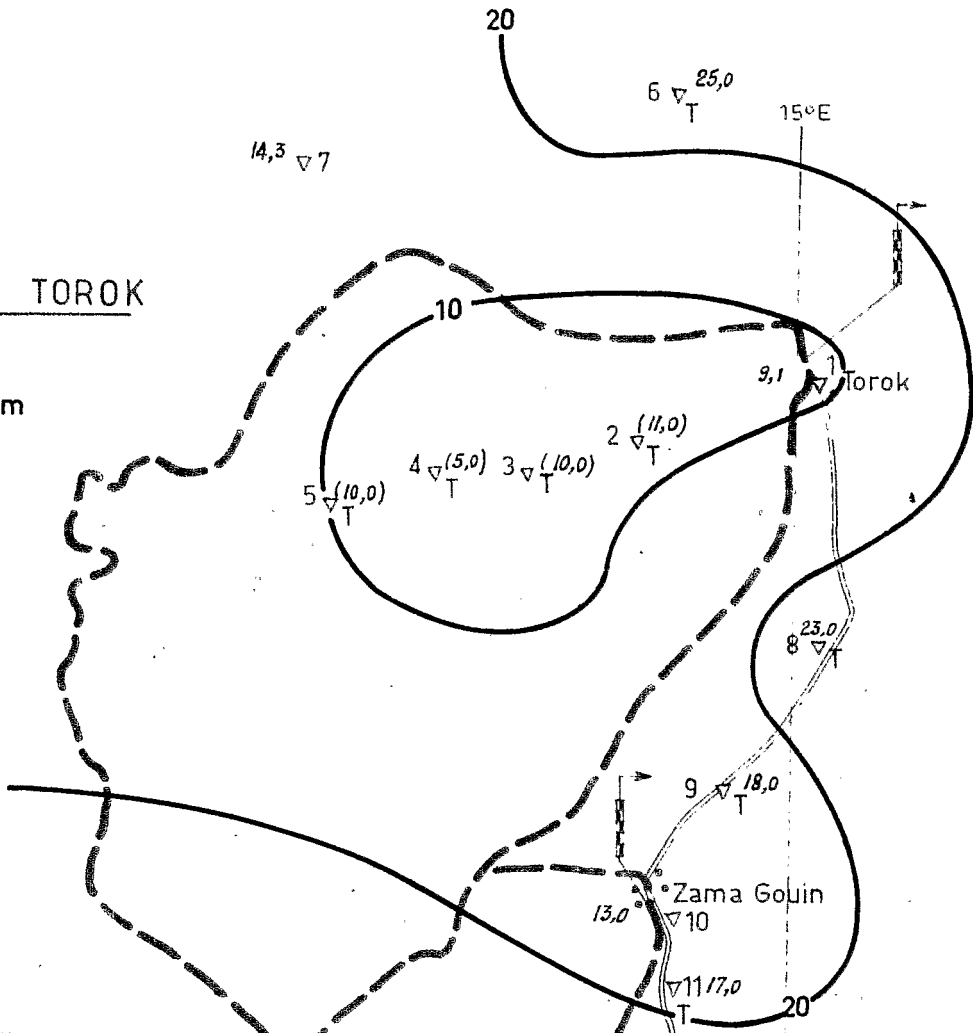 20
6 25,0
T
15°E
14,3 7
TOROK
10
m
9,1 1
Torok
2 (11,0)
T
4 (5,0)
T
3 (10,0)
T
5 (10,0)
T
8 23,0
T
9 18,0
T
Zama Gouin
13,0 10
11 17,0
T
20